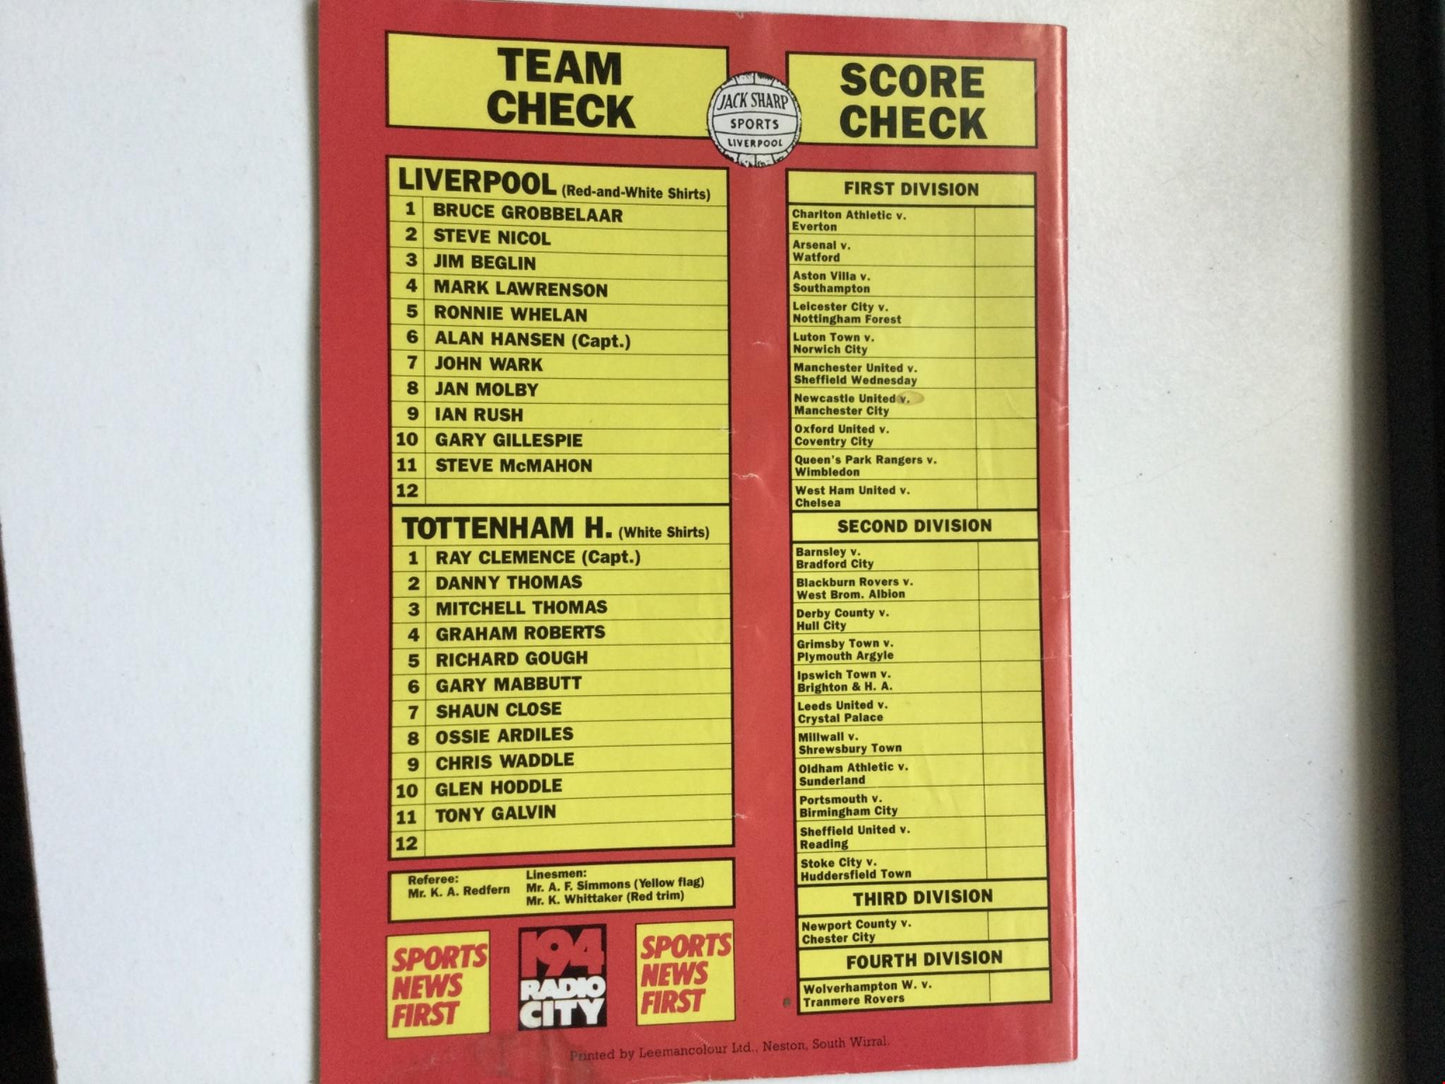 TEAM
CHECK
JACK SHARP
SPORTS
LIVERPOOL
SCORE
CHECK
LIVERPOOL (Red-and-White Shirts)
1 BRUCE GROBBELAAR
2 STEVE NICOL
3 JIM BEGLIN
4 MARK LAWRENSON
5 RONNIE WHELAN
6 ALAN HANSEN (Capt.)
7 JOHN WARK
8 JAN MOLBY
9 IAN RUSH
10 GARY GILLESPIE
11 STEVE McMAHON
12
TOTTENHAM H. (White Shirts)
1 RAY CLEMENCE (Capt.)
2 DANNY THOMAS
3 MITCHELL THOMAS
4 GRAHAM ROBERTS
5 RICHARD GOUGH
6 GARY MABBUTT
7 SHAUN CLOSE
8 OSSIE ARDILES
9 CHRIS WADDLE
10 GLEN HODDLE
11 TONY GALVIN
12
Referee:
Mr. K. A. Redfern
Linesmen:
Mr. A. F. Simmons (Yellow flag)
Mr. K. Whittaker (Red trim)
SPORTS
NEWS
FIRST
194
RADIO
CITY
SPORTS
NEWS
FIRST
FIRST DIVISION
Charlton Athletic v.
Everton
Arsenal v.
Watford
Aston Villa v.
Southampton
Leicester City v.
Nottingham Forest
Luton Town v.
Norwich City
Manchester United v.
Sheffield Wednesday
Newcastle United v.
Manchester City
Oxford United v.
Coventry City
Queen's Park Rangers v.
Wimbledon
West Ham United v.
Chelsea
SECOND DIVISION
Barnsley v.
Bradford City
Blackburn Rovers v.
West Brom. Albion
Derby County v.
Hull City
Grimsby Town v.
Plymouth Argyle
Ipswich Town v.
Brighton & H. A.
Leeds United v.
Crystal Palace
Millwall v.
Shrewsbury Town
Oldham Athletic v.
Sunderland
Portsmouth v.
Birmingham City
Sheffield United v.
Reading
Stoke City v.
Huddersfield Town
THIRD DIVISION
Newport County v.
Chester City
FOURTH DIVISION
Wolverhampton W. v.
Tranmere Rovers
Printed by Leemancolour Ltd., Neston, South Wirral.